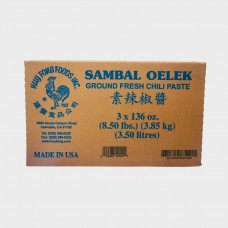 HUY FONG FOODS INC.
SAMBAL OELEK
GROUND FRESH CHILI PASTE
素辣椒醬
3 x 136 oz.
(8.50 lbs.) (3.85 kg)
(3.50 liters)
MADE IN USA